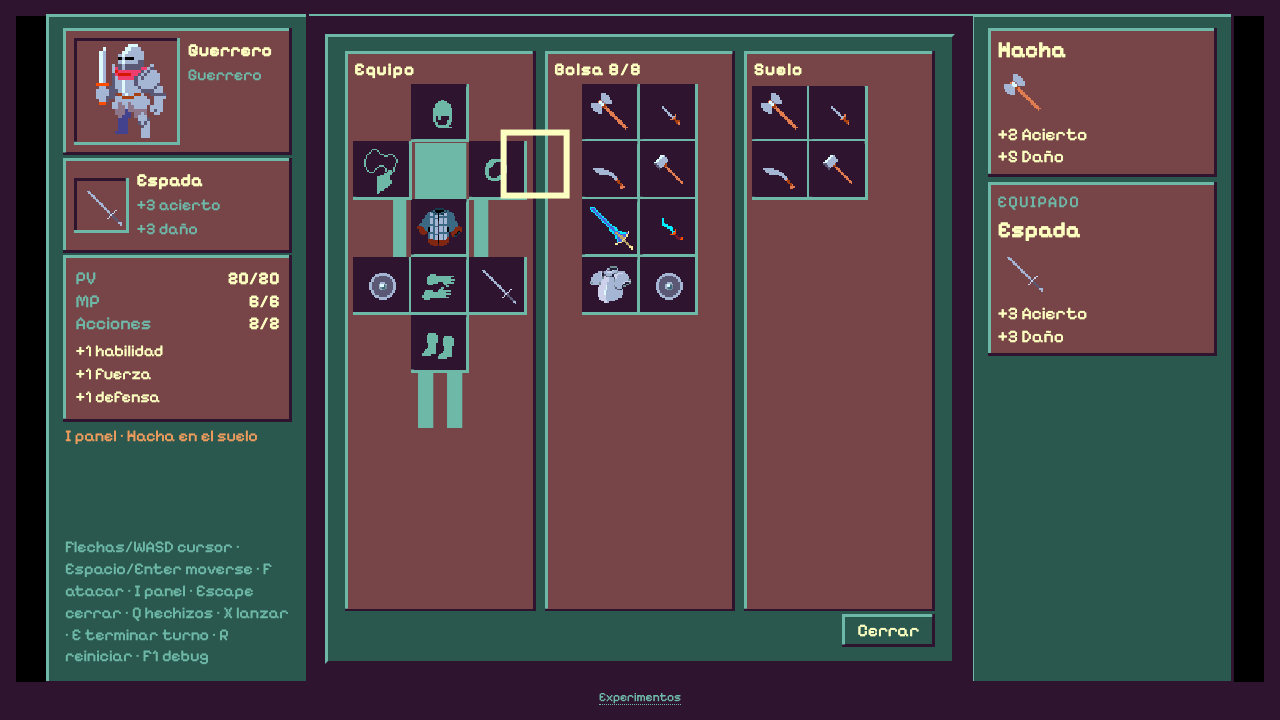 Guerrero
Guerrero
Espada
+3 acierto
+3 daño
PV 80/80
MP 6/6
Acciones 2/2
+1 habilidad
+1 fuerza
+1 defensa
I panel · Hacha en el suelo
Flechas/WASD cursor ·
Espacio/Enter moverse · F
atacar · I panel · Escape
cerrar · Q hechizos · X lanzar
· E terminar turno · R
reiniciar · F1 debug
Equipo
Bolsa 8/8
Suelo
Cerrar
Hacha
+2 Acierto
+5 Daño
EQUIPADO
Espada
+3 Acierto
+3 Daño
Experimentos